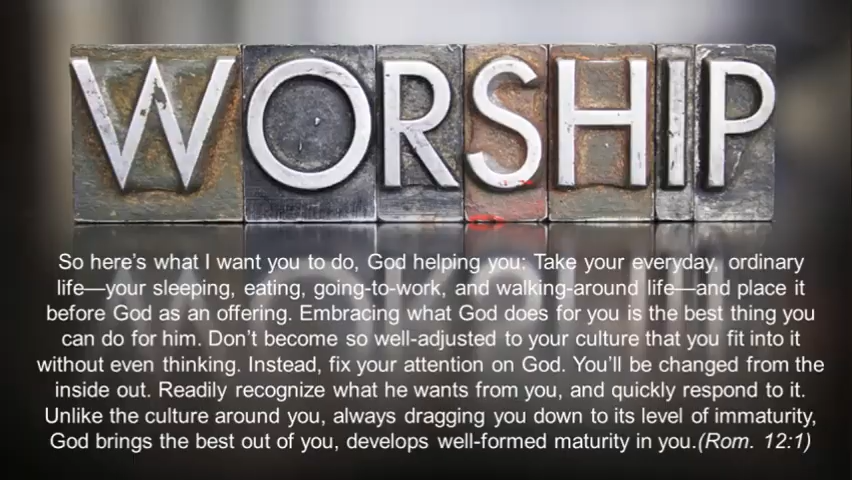 WORSHIP
So here’s what I want you to do, God helping you: Take your everyday, ordinary
life—your sleeping, eating, going-to-work, and walking-around life—and place it
before God as an offering. Embracing what God does for you is the best thing you
can do for him. Don’t become so well-adjusted to your culture that you fit into it
without even thinking. Instead, fix your attention on God. You’ll be changed from the
inside out. Readily recognize what he wants from you, and quickly respond to it.
Unlike the culture around you, always dragging you down to its level of immaturity,
God brings the best out of you, develops well-formed maturity in you.(Rom. 12:1)